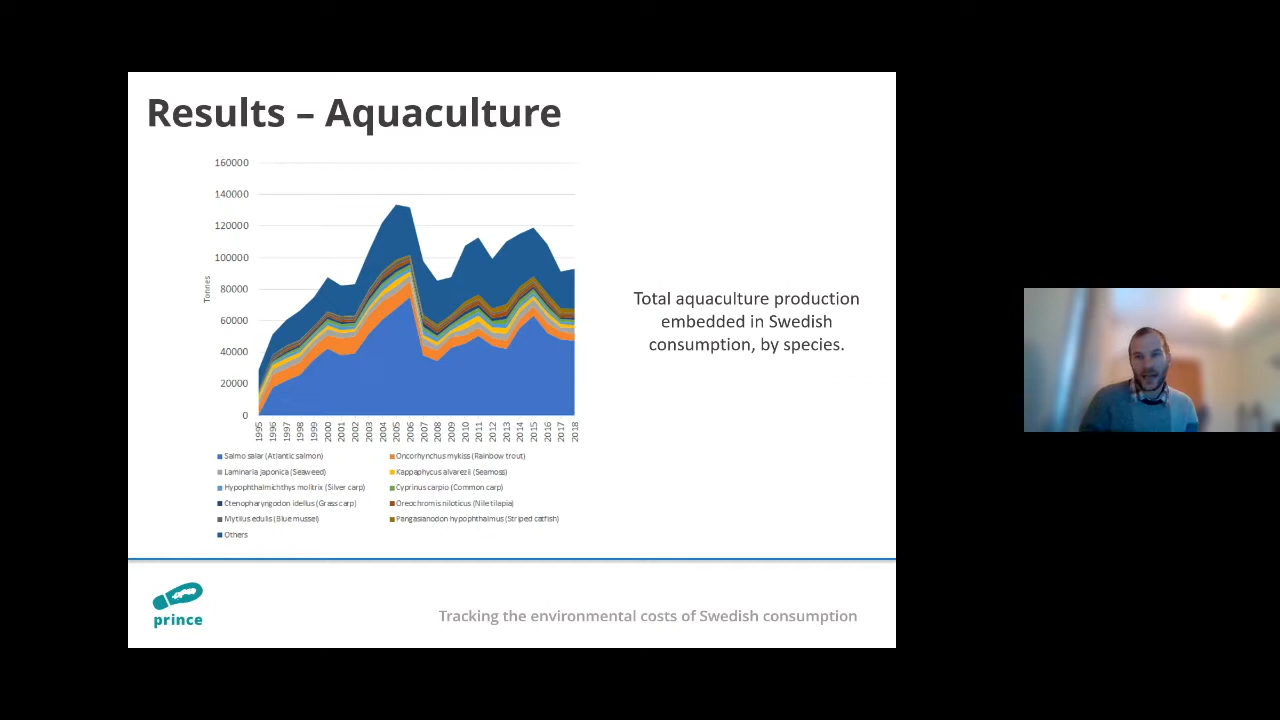 Results – Aquaculture
160000
140000
120000
100000
80000
60000
40000
20000
0
Tonnes
1995 1996 1997 1998 1999 2000 2001 2002 2003 2004 2005 2006 2007 2008 2009 2010 2011 2012 2013 2014 2015 2016 2017 2018
Salmo salar (Atlantic salmon) Oncorhynchus mykiss (Rainbow trout)
Laminaria japonica (Seaweed) Kappaphycus alvarezii (Seamoss)
Hypophthalmichthys molitrix (Silver carp) Cyprinus carpio (Common carp)
Ctenopharyngodon idellus (Grass carp) Oreochromis niloticus (Nile tilapia)
Mytilus edulis (Blue mussel) Pangasianodon hypophthalmus (Striped catfish)
Others
Total aquaculture production
embedded in Swedish
consumption, by species.
prince
Tracking the environmental costs of Swedish consumption